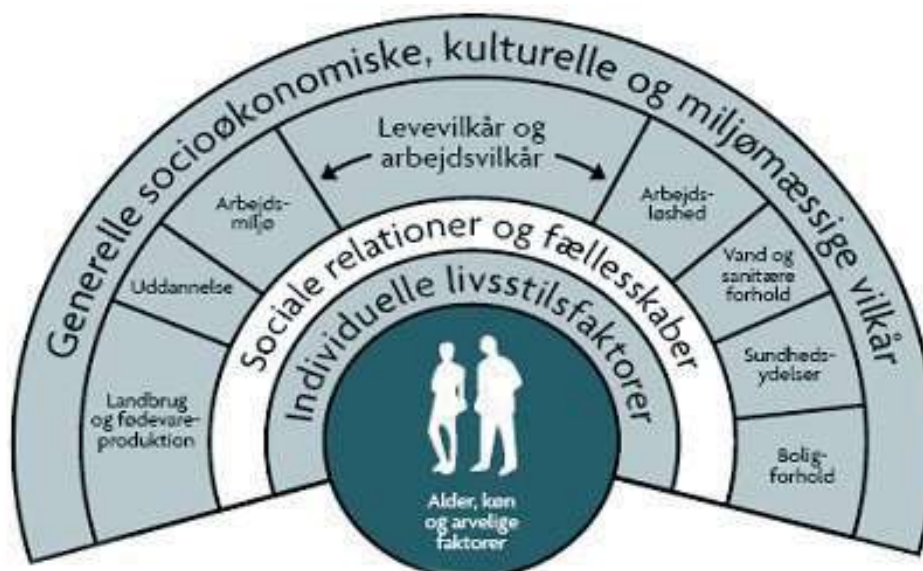 Generelle socioøkonomiske, kulturelle og miljømæssige vilkår
Levevilkår og
arbejdsvilkår
Arbejds-
miljø
Uddannelse
Landbrug
og fødevare-
produktion
Arbejds-
løshed
Vand og
sanitære
forhold
Sundheds-
ydelser
Bolig-
forhold
Sociale relationer og fællesskaber
Individuelle livsstilsfaktorer
Alder, køn
og arvelige
faktorer